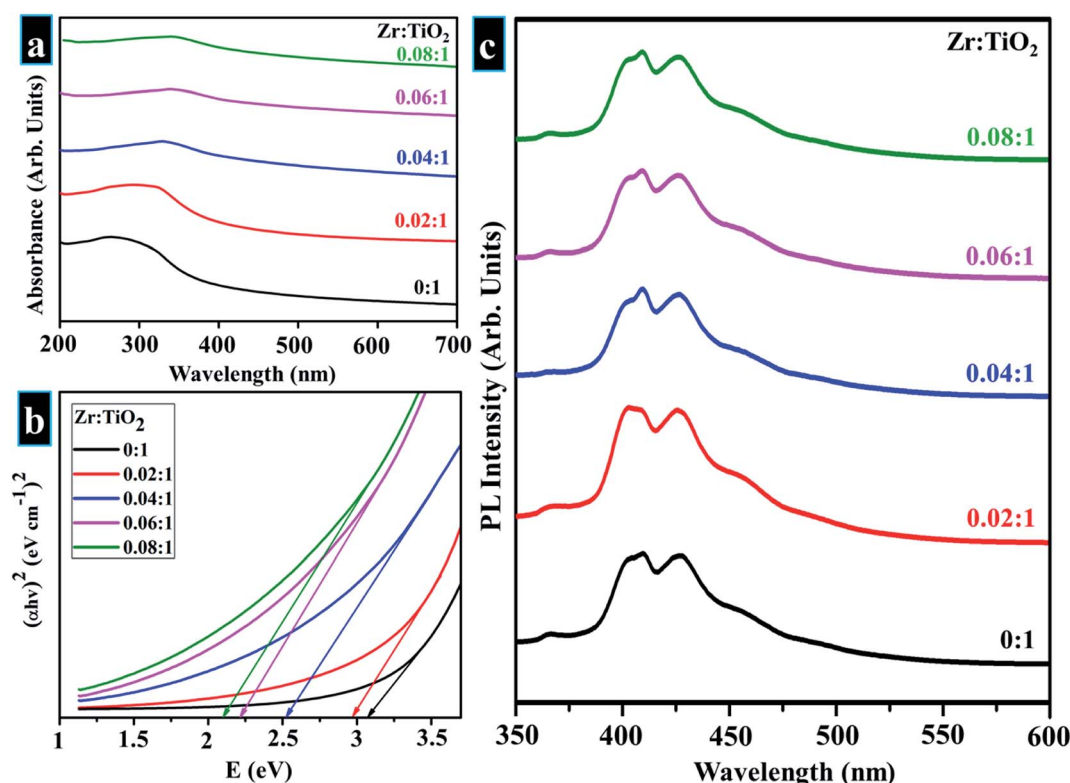 a
Zr:TiO₂
0.08:1
0.06:1
0.04:1
0.02:1
0:1
Absorbance (Arb. Units)
200 300 400 500 600 700
Wavelength (nm)
b
Zr:TiO₂
0:1
0.02:1
0.04:1
0.06:1
0.08:1
(αhν)² (eV cm⁻¹)²
1 1.5 2 2.5 3 3.5
E (eV)
c
Zr:TiO₂
0.08:1
0.06:1
0.04:1
0.02:1
0:1
PL Intensity (Arb. Units)
350 400 450 500 550 600
Wavelength (nm)